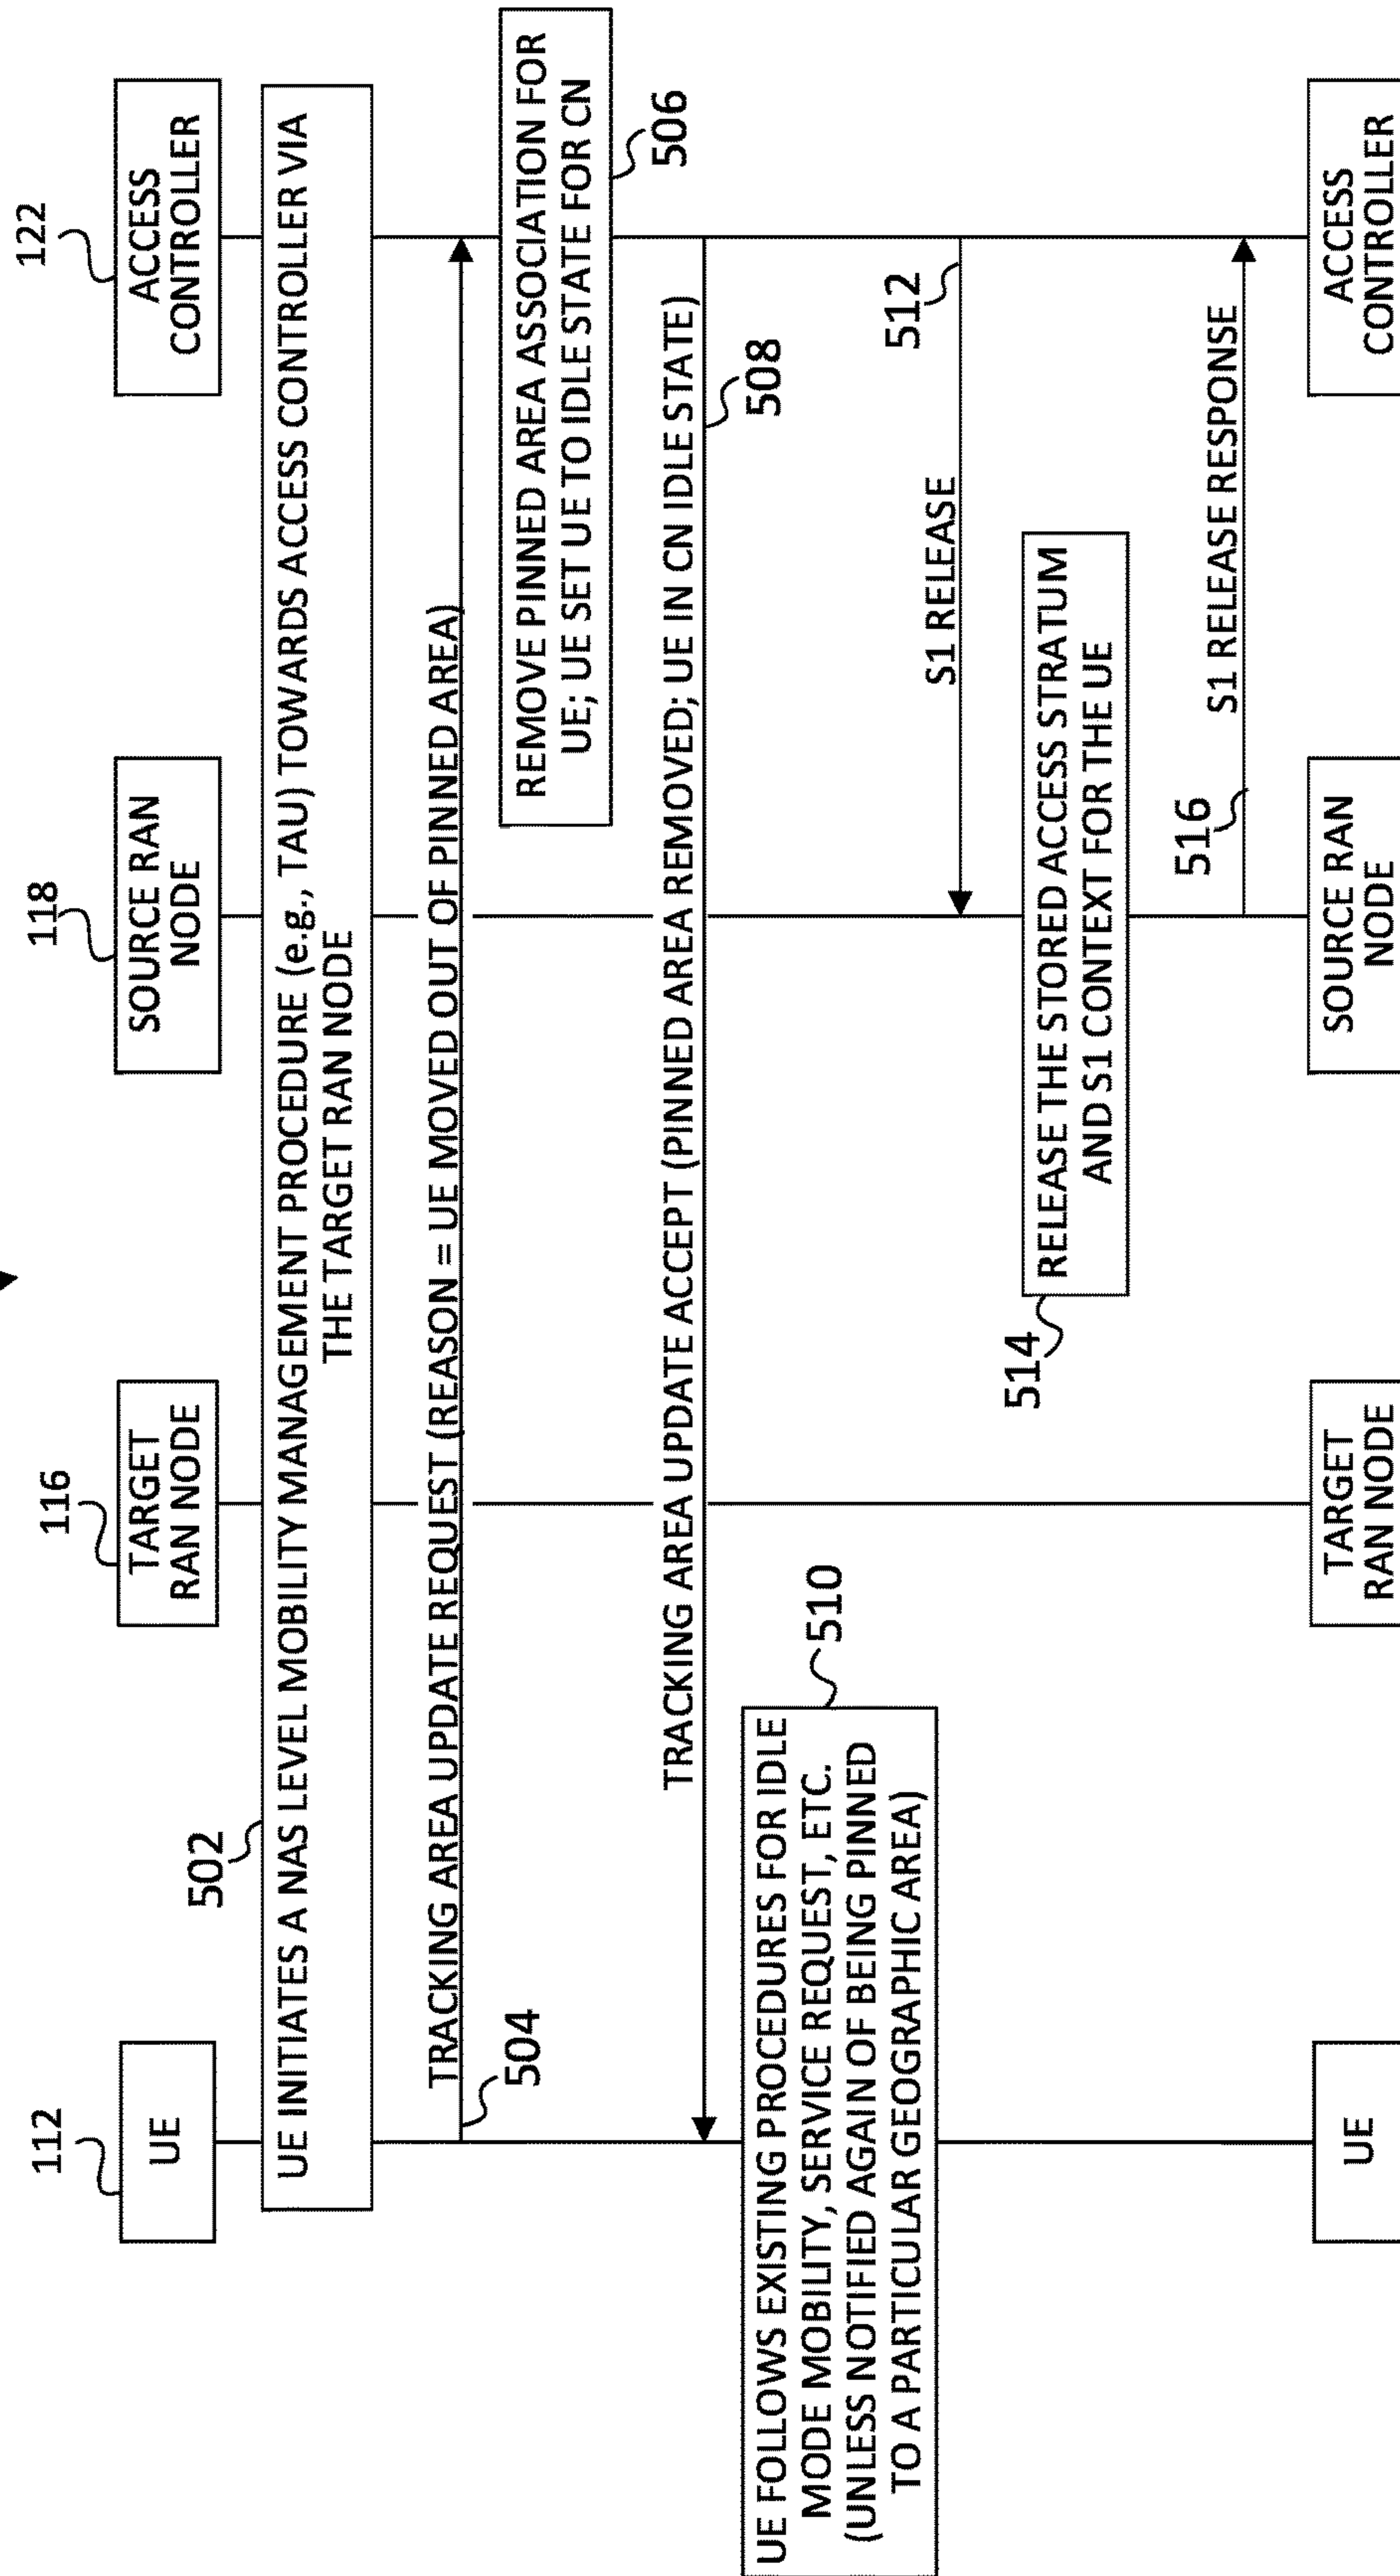 112
116
118
122
UE
TARGET
RAN NODE
SOURCE RAN
NODE
ACCESS
CONTROLLER
502
UE INITIATES A NAS LEVEL MOBILITY MANAGEMENT PROCEDURE (e.g., TAU) TOWARDS ACCESS CONTROLLER VIA
THE TARGET RAN NODE
TRACKING AREA UPDATE REQUEST (REASON = UE MOVED OUT OF PINNED AREA)
504
REMOVE PINNED AREA ASSOCIATION FOR
UE; UE SET UE TO IDLE STATE FOR CN
506
TRACKING AREA UPDATE ACCEPT (PINNED AREA REMOVED; UE IN CN IDLE STATE)
508
UE FOLLOWS EXISTING PROCEDURES FOR IDLE
MODE MOBILITY, SERVICE REQUEST, ETC.
(UNLESS NOTIFIED AGAIN OF BEING PINNED
TO A PARTICULAR GEOGRAPHIC AREA)
510
S1 RELEASE
512
RELEASE THE STORED ACCESS STRATUM
AND S1 CONTEXT FOR THE UE
514
S1 RELEASE RESPONSE
516
UE
TARGET
RAN NODE
SOURCE RAN
NODE
ACCESS
CONTROLLER